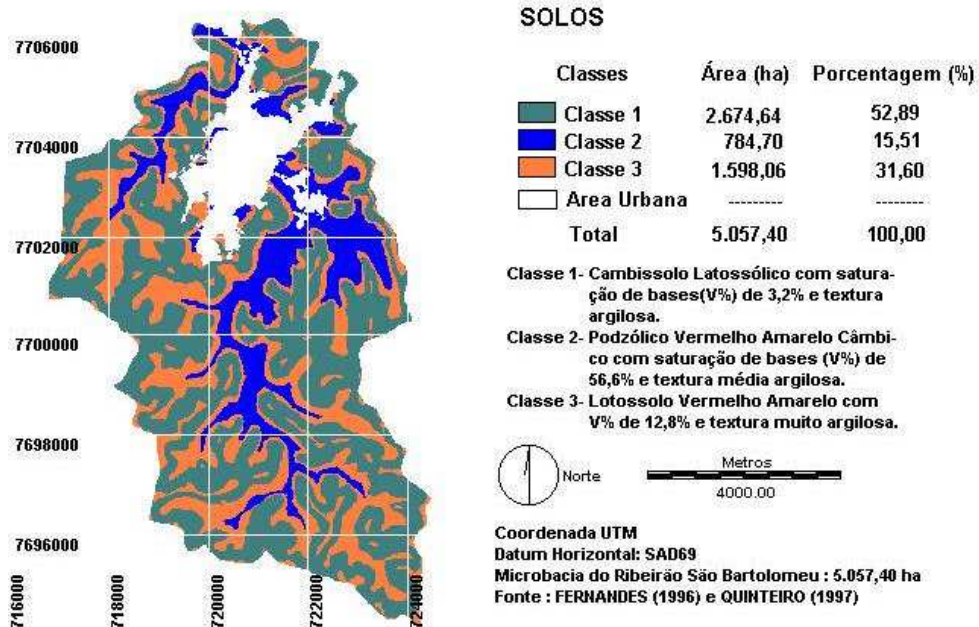 SOLOS
Classes Área (ha) Porcentagem (%)
Classe 1 2.674,64 52,89
Classe 2 784,70 15,51
Classe 3 1.598,06 31,60
Area Urbana --------- -------
Total 5.057,40 100,00
Classe 1- Cambissolo Latossólico com satura-
ção de bases(V%) de 3,2% e textura
argilosa.
Classe 2- Podzólico Vermelho Amarelo Câmbi-
co com saturação de bases (V%) de
56,6% e textura média argilosa.
Classe 3- Lotossolo Vermelho Amarelo com
V% de 12,8% e textura muito argilosa.
Norte
Metros
4000.00
Coordenada UTM
Datum Horizontal: SAD69
Microbacia do Ribeirão São Bartolomeu : 5.057,40 ha
Fonte : FERNANDES (1996) e QUINTEIRO (1997)
7706000
7704000
7702000
7700000
7698000
7696000
716000
718000
720000
722000
724000